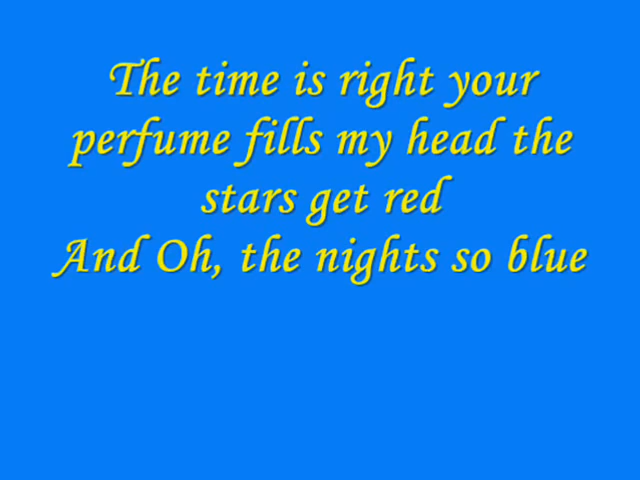 The time is right your
perfume fills my head the
stars get red
And Oh, the nights so blue